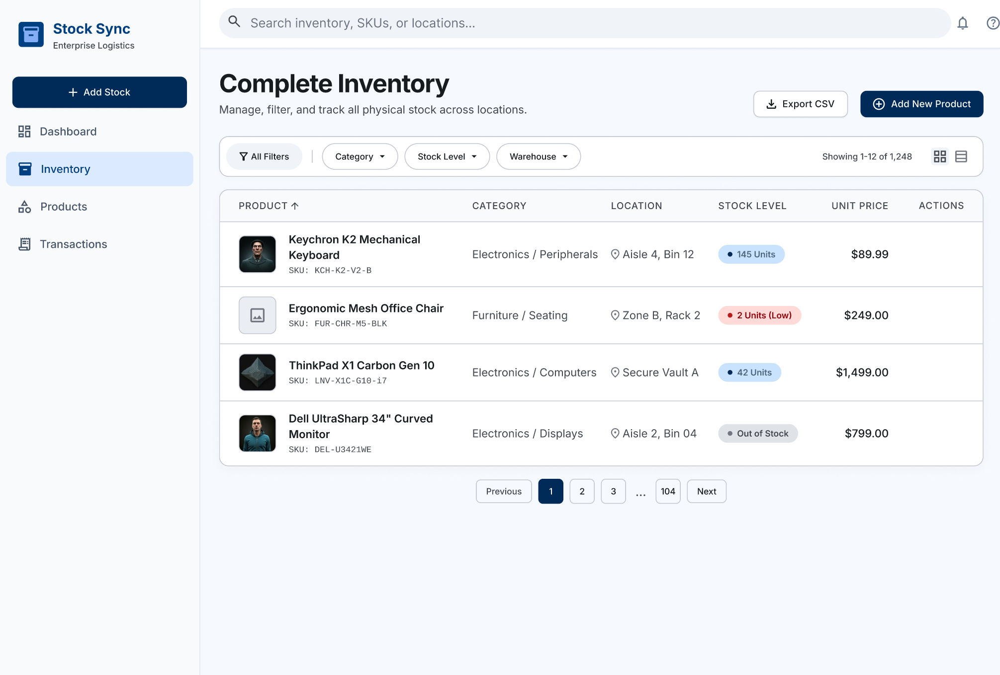 Stock Sync
Enterprise Logistics
Add Stock
Dashboard
Inventory
Products
Transactions
Search inventory, SKUs, or locations...
Complete Inventory
Manage, filter, and track all physical stock across locations.
Export CSV
Add New Product
All Filters
Category
Stock Level
Warehouse
Showing 1-12 of 1,248
PRODUCT CATEGORY LOCATION STOCK LEVEL UNIT PRICE ACTIONS
Keychron K2 Mechanical
Keyboard
SKU: KCH-K2-V2-B
Electronics / Peripherals
Aisle 4, Bin 12
145 Units
$89.99
Ergonomic Mesh Office Chair
SKU: FUR-CHR-M5-BLK
Furniture / Seating
Zone B, Rack 2
2 Units (Low)
$249.00
ThinkPad X1 Carbon Gen 10
SKU: LNV-X1C-G10-i7
Electronics / Computers
Secure Vault A
42 Units
$1,499.00
Dell UltraSharp 34" Curved
Monitor
SKU: DEL-U3421WE
Electronics / Displays
Aisle 2, Bin 04
Out of Stock
$799.00
Previous 1 2 3 ... 104 Next